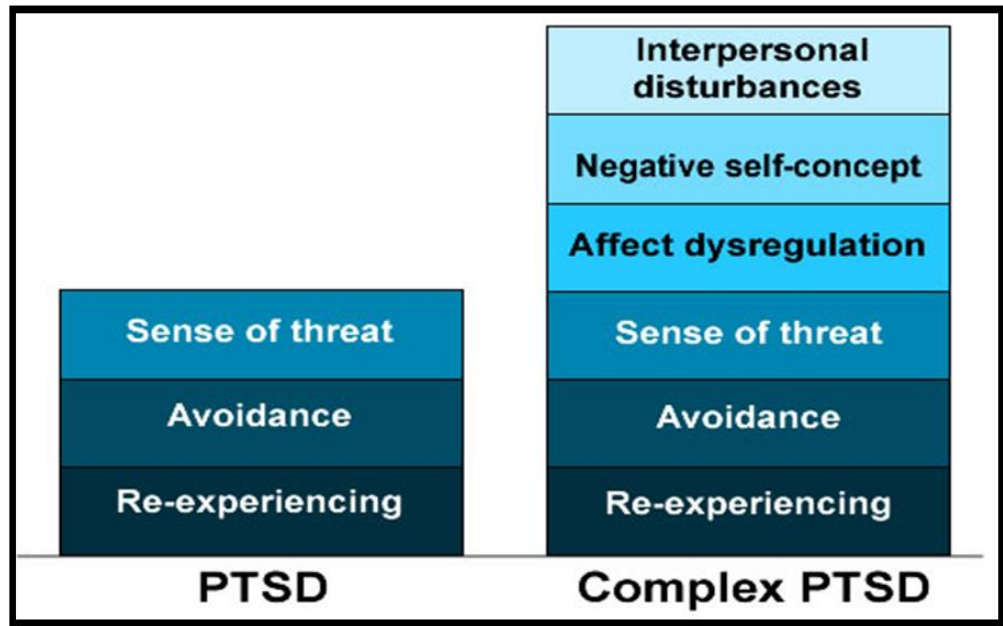 Sense of threat
Avoidance
Re-experiencing
PTSD
Interpersonal
disturbances
Negative self-concept
Affect dysregulation
Sense of threat
Avoidance
Re-experiencing
Complex PTSD